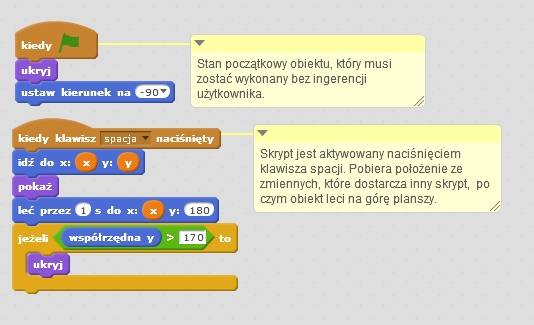 kiedy
ukryj
ustaw kierunek na -90
Stan początkowy obiektu, który musi
zostać wykonany bez ingerencji
użytkownika.
kiedy klawisz spacja naciśnięty
idź do x: x y: y
pokaż
leć przez 1 s do x: x y: 180
jeżeli współrzędna y > 170 to
ukryj
Skrypt jest aktywowany naciśnięciem
klawisza spacji. Pobiera położenie ze
zmiennych, które dostarcza inny skrypt, po
czym obiekt leci na górę planszy.